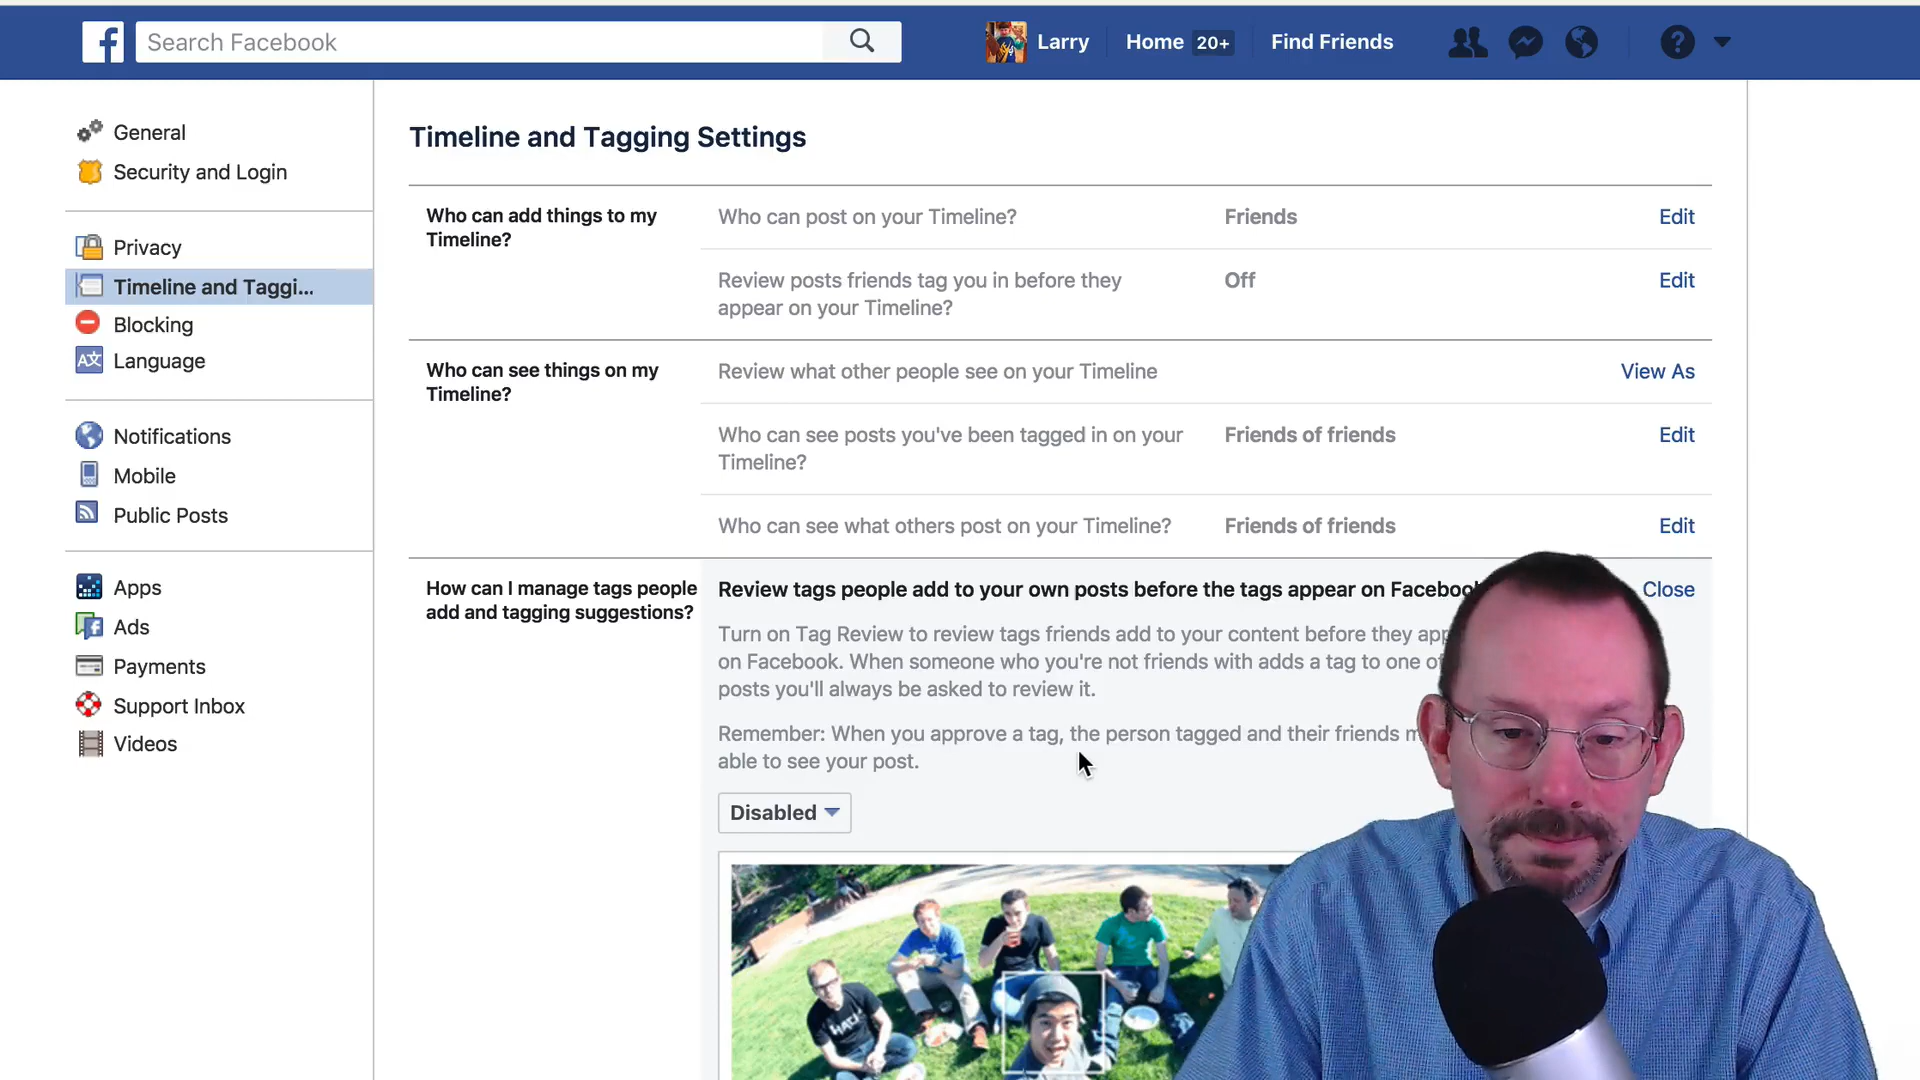 Search Facebook
Larry
Home 20+
Find Friends
General
Security and Login
Privacy
Timeline and Taggi...
Blocking
Language
Notifications
Mobile
Public Posts
Apps
Ads
Payments
Support Inbox
Videos
Timeline and Tagging Settings
Who can add things to my
Timeline?
Who can post on your Timeline? Friends Edit
Review posts friends tag you in before they
appear on your Timeline?
Off Edit
Who can see things on my
Timeline?
Review what other people see on your Timeline View As
Who can see posts you've been tagged in on your
Timeline?
Friends of friends Edit
Who can see what others post on your Timeline? Friends of friends Edit
How can I manage tags people
add and tagging suggestions?
Review tags people add to your own posts before the tags appear on Close
Turn on Tag Review to review tags friends add to your content before they
on Facebook. When someone who you're not friends with adds a tag to one
posts you'll always be asked to review it.
Remember: When you approve a tag, the person tagged and their friends
able to see your post.
Disabled